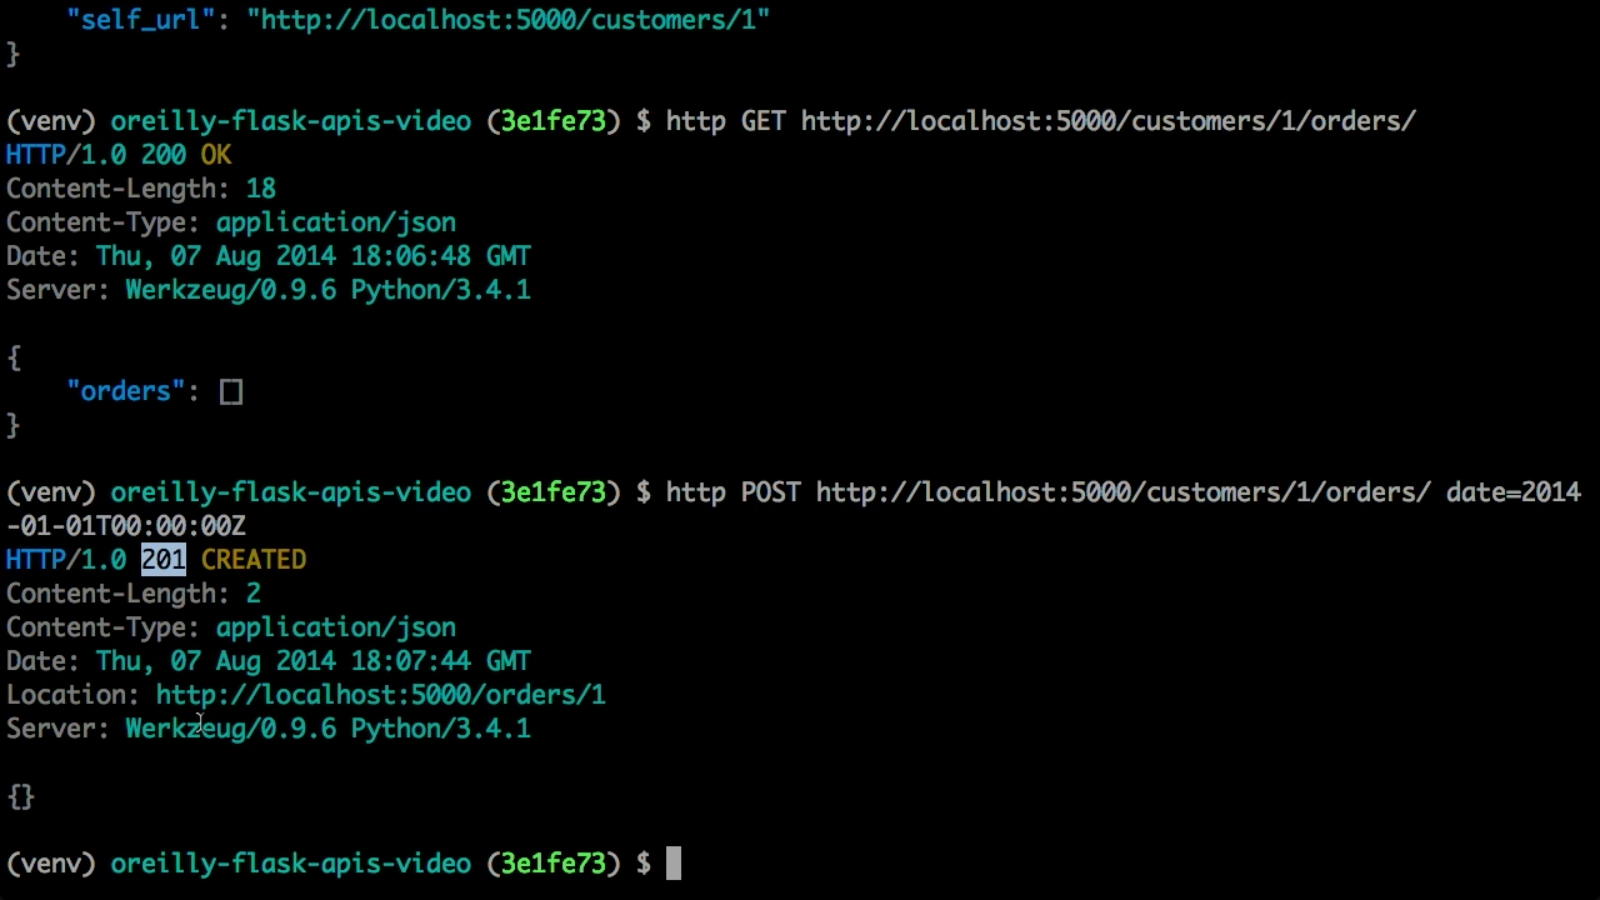 "self_url": "http://localhost:5000/customers/1"
}
(venv) oreilly-flask-apis-video (3e1fe73) $ http GET http://localhost:5000/customers/1/orders/
HTTP/1.0 200 OK
Content-Length: 18
Content-Type: application/json
Date: Thu, 07 Aug 2014 18:06:48 GMT
Server: Werkzeug/0.9.6 Python/3.4.1
{
"orders": []
}
(venv) oreilly-flask-apis-video (3e1fe73) $ http POST http://localhost:5000/customers/1/orders/ date=2014
-01-01T00:00:00Z
HTTP/1.0 201 CREATED
Content-Length: 2
Content-Type: application/json
Date: Thu, 07 Aug 2014 18:07:44 GMT
Location: http://localhost:5000/orders/1
Server: Werkzeug/0.9.6 Python/3.4.1
{}
(venv) oreilly-flask-apis-video (3e1fe73) $